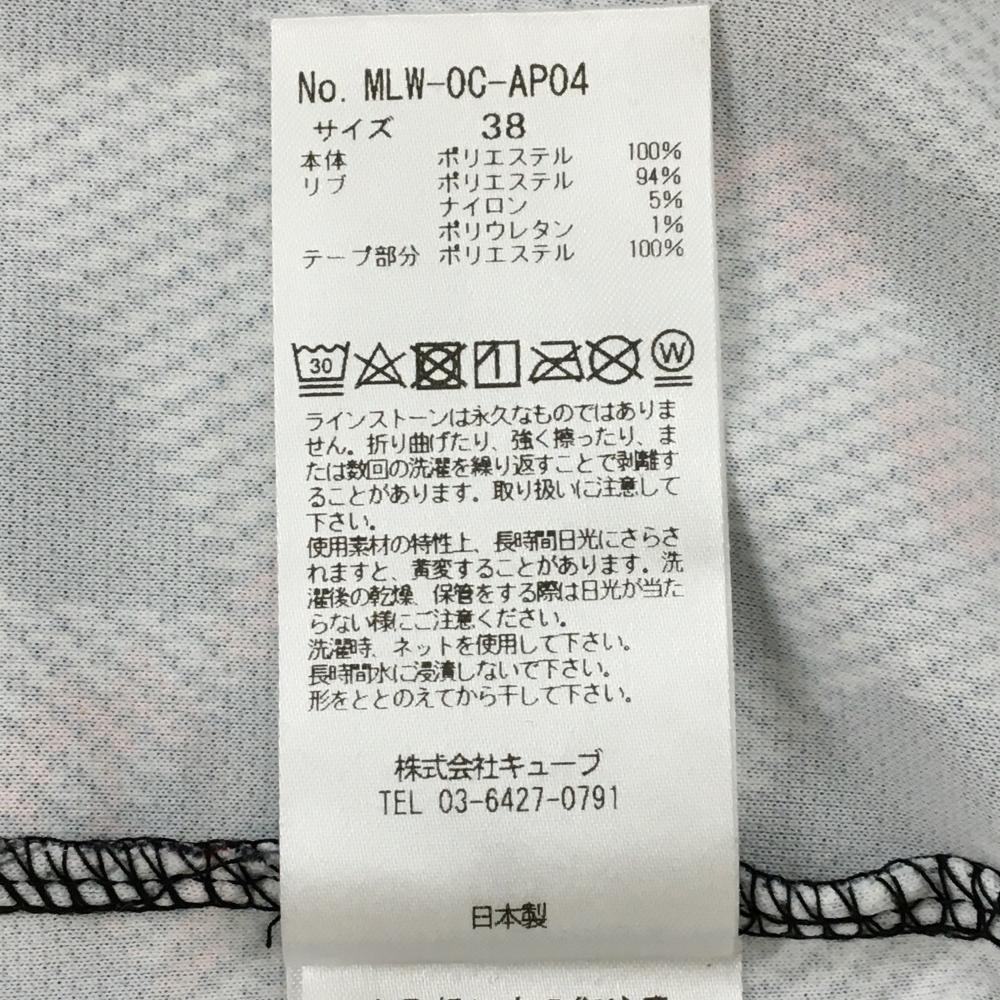 No. MLW-OC-AP04
サイズ 38
本体 ポリエステル 100%
リブ ポリエステル 94%
ナイロン 5%
ポリウレタン 1%
テープ部分 ポリエステル 100%
30 W
ラインストーンは永久なものではありま
せん。折り曲げたり、強く擦ったり、ま
たは数回の洗濯を繰り返すことで剥離す
ることがあります。取り扱いに注意して
下さい。
使用素材の特性上、長時間日光にさらさ
れますと、黄変することがあります。洗
濯後の乾燥、保管をする際は日光が当た
らない様にご注意ください。
洗濯時、ネットを使用して下さい。
長時間水に浸漬しないで下さい。
形をととのえてから干して下さい。
株式会社キューブ
TEL 03-6427-0791
日本製